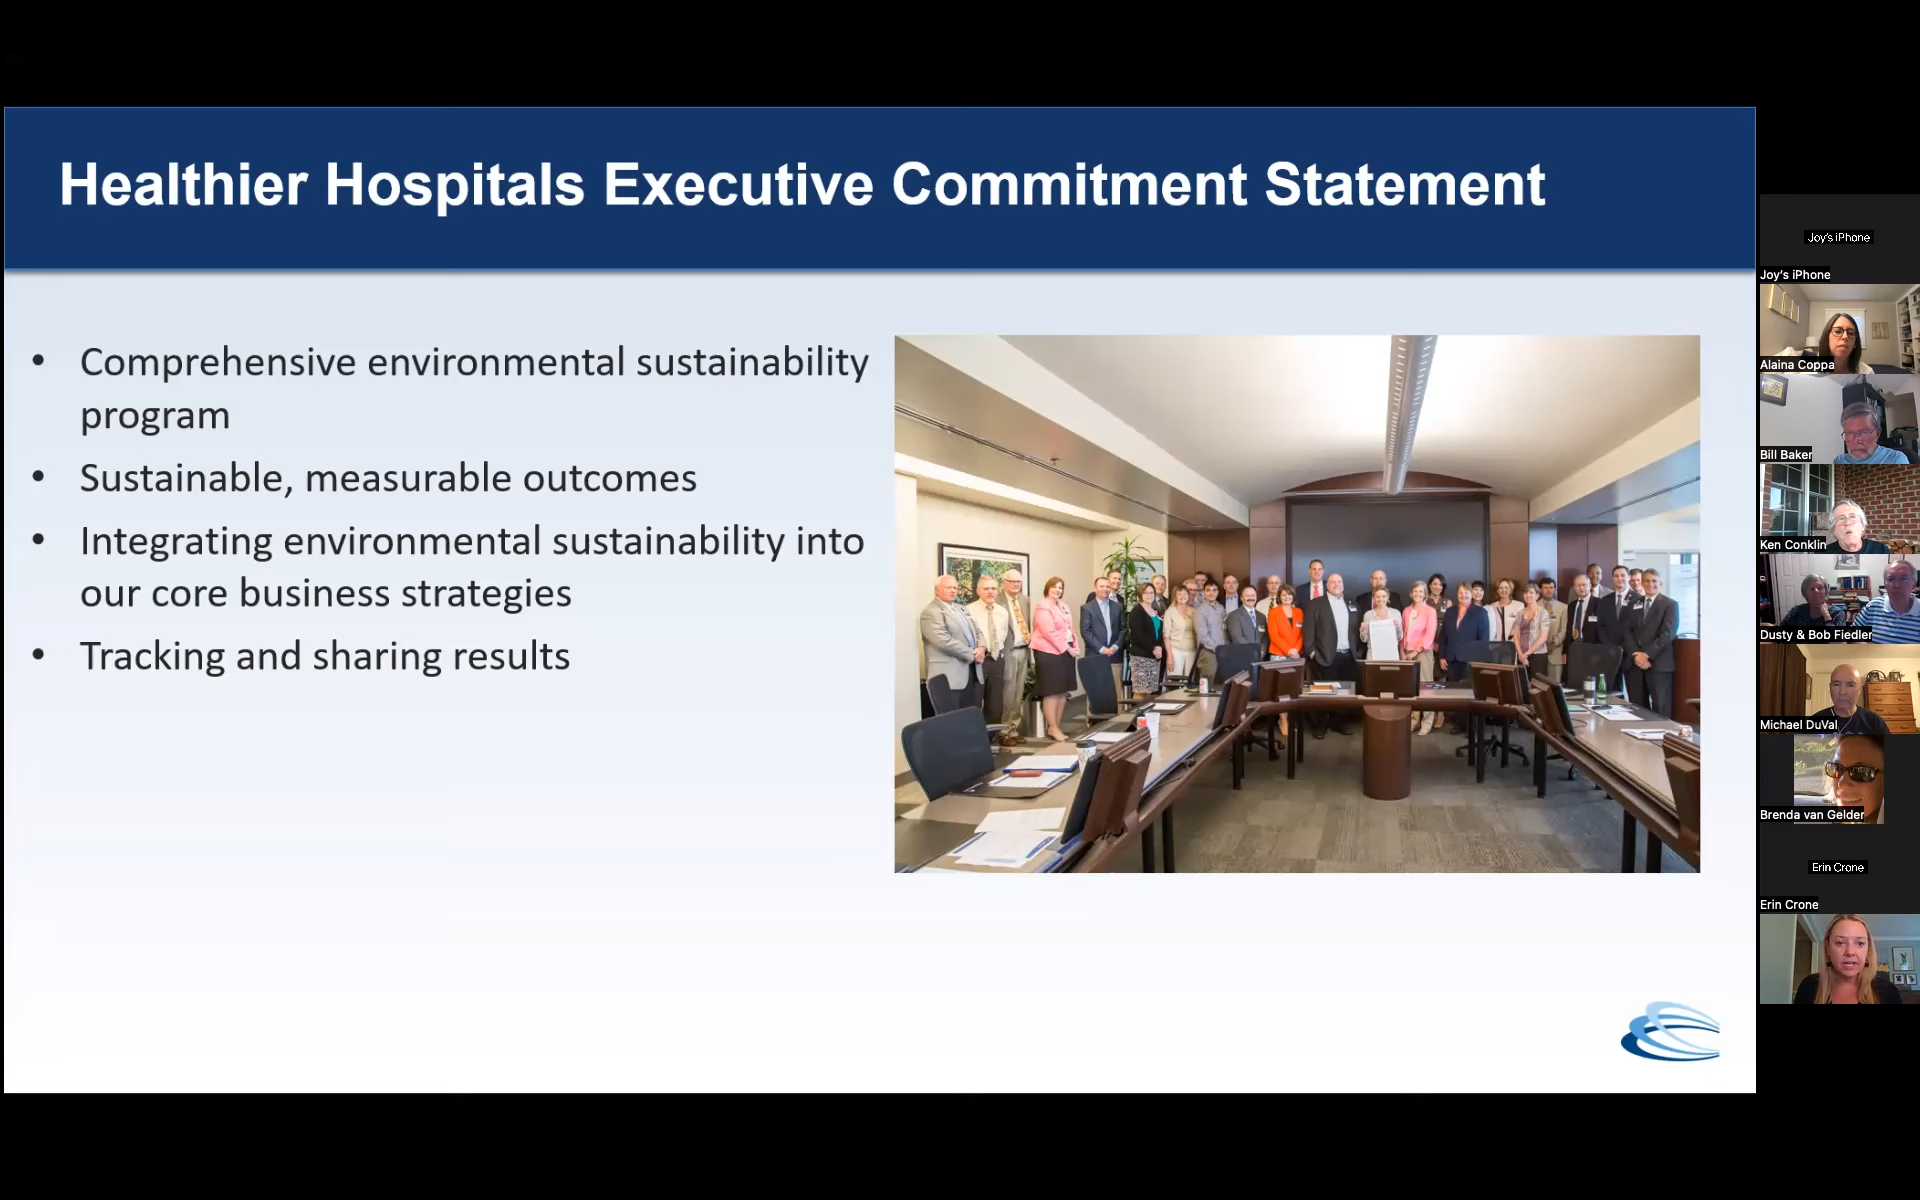 Healthier Hospitals Executive Commitment Statement
• Comprehensive environmental sustainability
program
• Sustainable, measurable outcomes
• Integrating environmental sustainability into
our core business strategies
• Tracking and sharing results
Joy's iPhone
Joy's iPhone
Alaina Coppa
Bill Baker
Ken Conklin
Dusty & Bob Fiedler
Michael DuVal
Brenda van Gelder
Erin Crone
Erin Crone